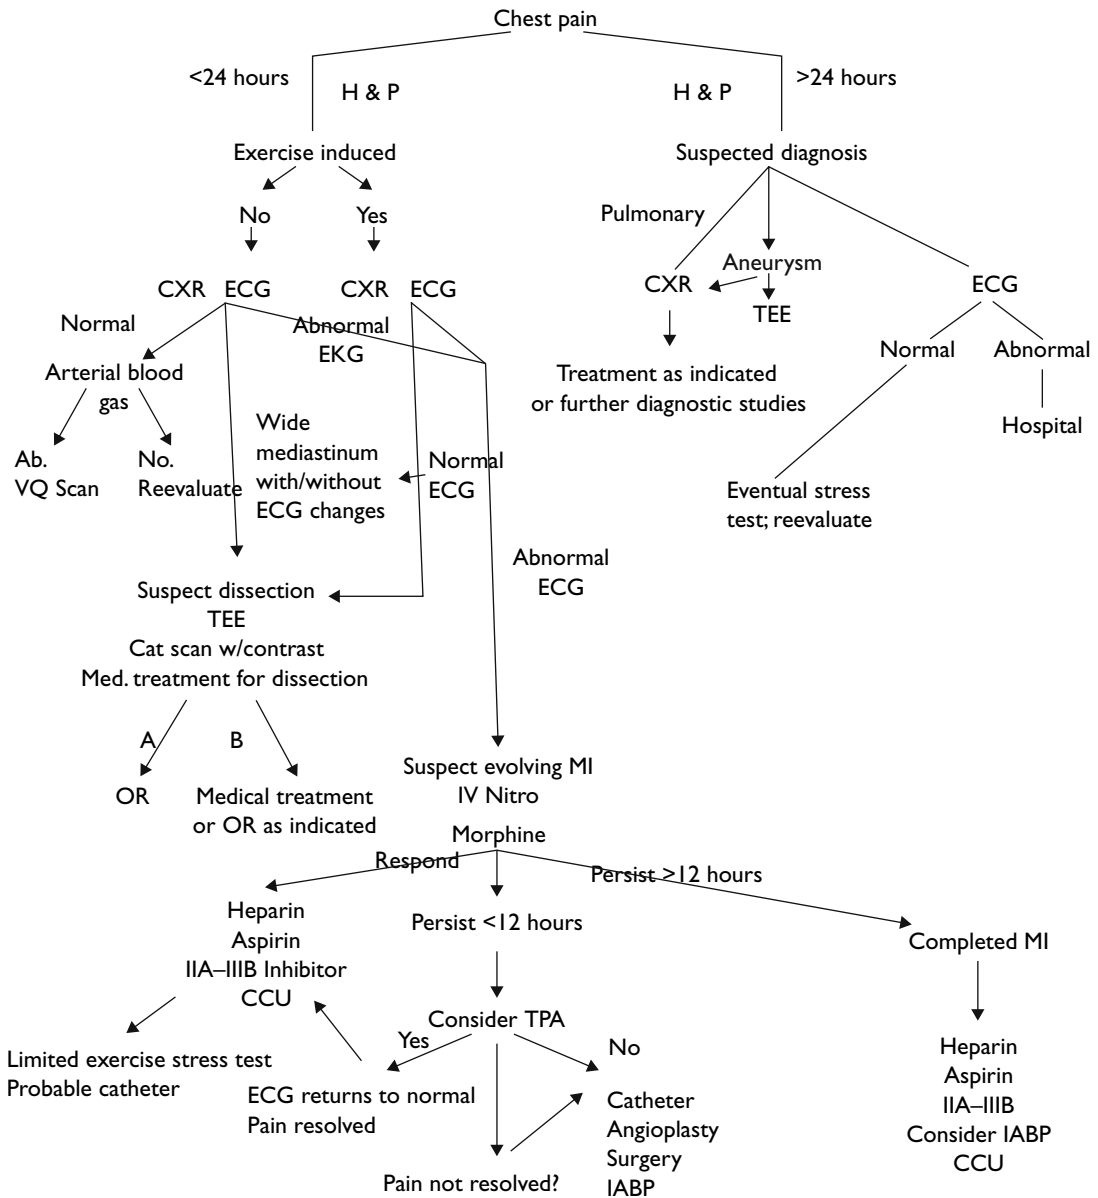 Chest pain
<24 hours
H & P
H & P
>24 hours
Exercise induced
Suspected diagnosis
No
Yes
Pulmonary
Aneurysm
CXR ECG
CXR ECG
CXR
TEE
ECG
Normal
Abnormal
EKG
Normal
Abnormal
Arterial blood
gas
Treatment as indicated
or further diagnostic studies
Hospital
Ab.
VQ Scan
No.
Reevaluate
Wide
mediastinum
with/without
ECG changes
Normal
ECG
Eventual stress
test; reevaluate
Abnormal
ECG
Suspect dissection
TEE
Cat scan w/contrast
Med. treatment for dissection
A
B
OR
Medical treatment
or OR as indicated
Suspect evolving MI
IV Nitro
Morphine
Respond
Persist >12 hours
Heparin
Aspirin
IIA–IIIB Inhibitor
CCU
Persist <12 hours
Completed MI
Consider TPA
Yes
No
Limited exercise stress test
Probable catheter
ECG returns to normal
Pain resolved
Catheter
Angioplasty
Surgery
IABP
Pain not resolved?
Heparin
Aspirin
IIA–IIIB
Consider IABP
CCU